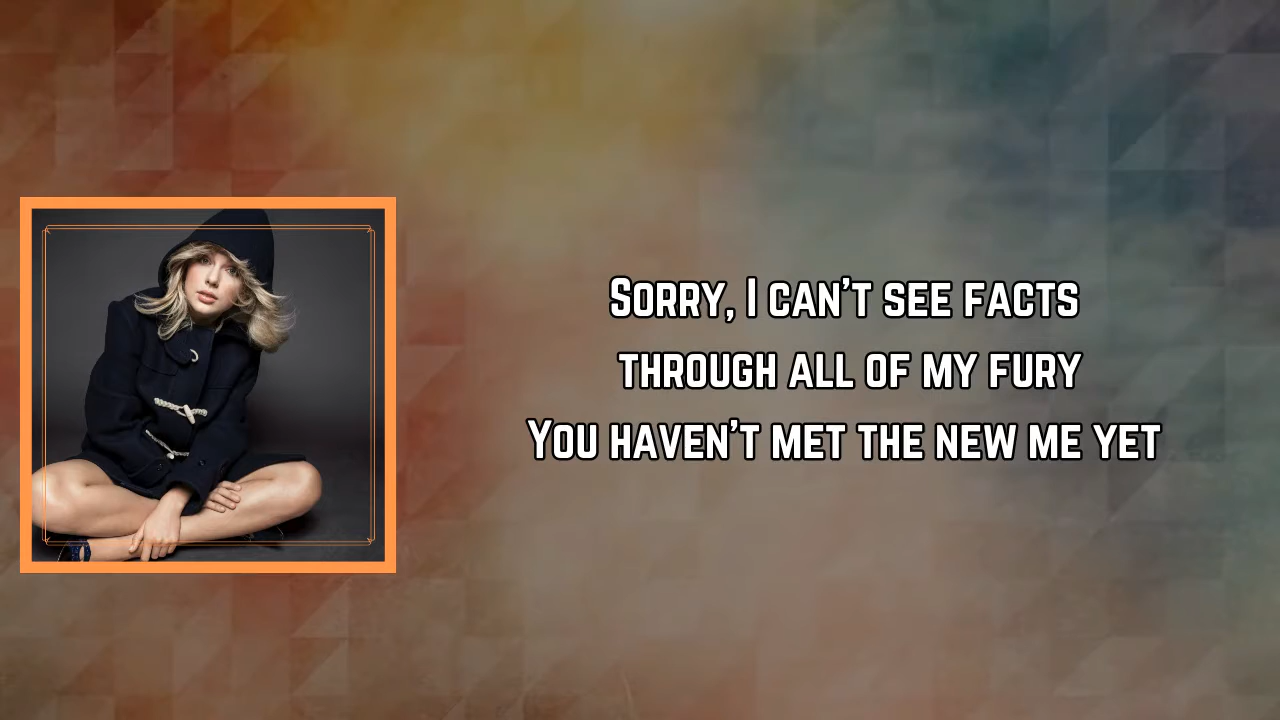 Sorry, I can't see facts
through all of my fury
You haven't met the new me yet